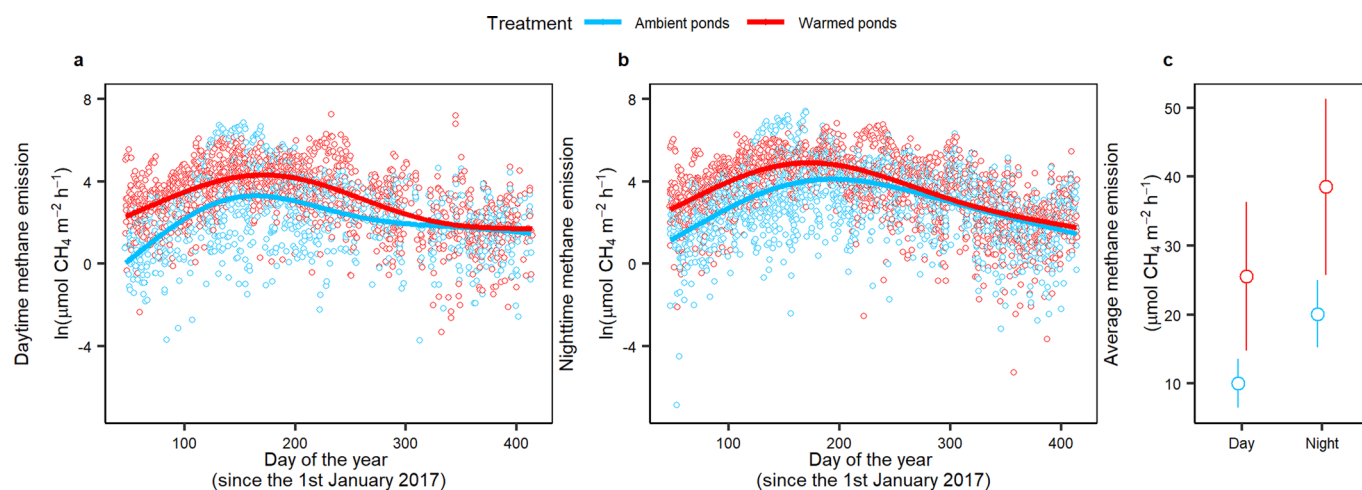 Treatment Ambient ponds Warmed ponds
a
Daytime methane emission
ln(μmol CH₄ m⁻² h⁻¹)
8
4
0
-4
100 200 300 400
Day of the year
(since the 1st January 2017)
b
Nighttime methane emission
ln(μmol CH₄ m⁻² h⁻¹)
8
4
0
-4
100 200 300 400
Day of the year
(since the 1st January 2017)
c
Average methane emission
(μmol CH₄ m⁻² h⁻¹)
50
40
30
20
10
Day Night